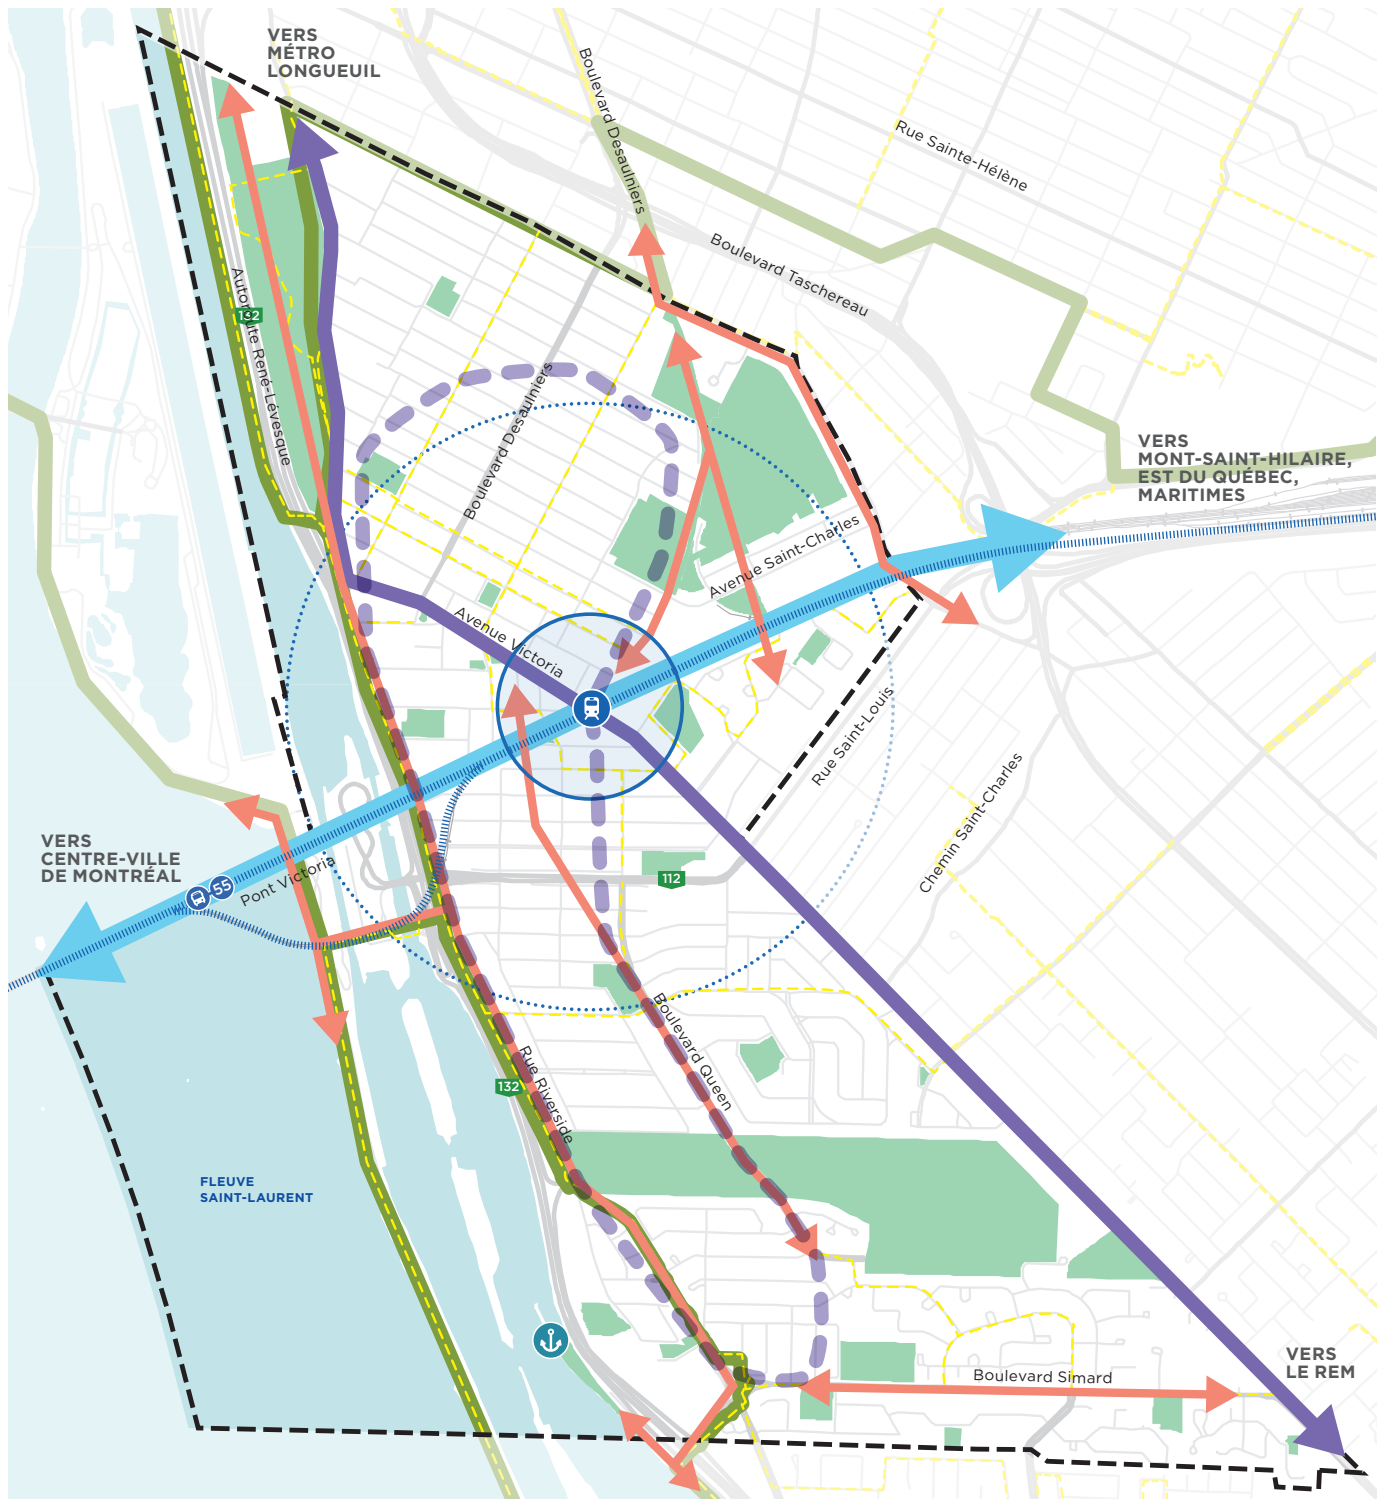 VERS
MÉTRO
LONGUEUIL
Boulevard Desaulniers
Rue Sainte-Hélène
Boulevard Taschereau
Autoroute René-Lévesque
132
Boulevard Desaulniers
VERS
MONT-SAINT-HILAIRE,
EST DU QUÉBEC,
MARITIMES
Avenue Saint-Charles
Avenue Victoria
Rue Saint-Louis
Chemin Saint-Charles
VERS
CENTRE-VILLE
DE MONTRÉAL
55
Pont Victoria
112
Boulevard Queen
Rue Riverside
132
FLEUVE
SAINT-LAURENT
VERS
LE REM
Boulevard Simard